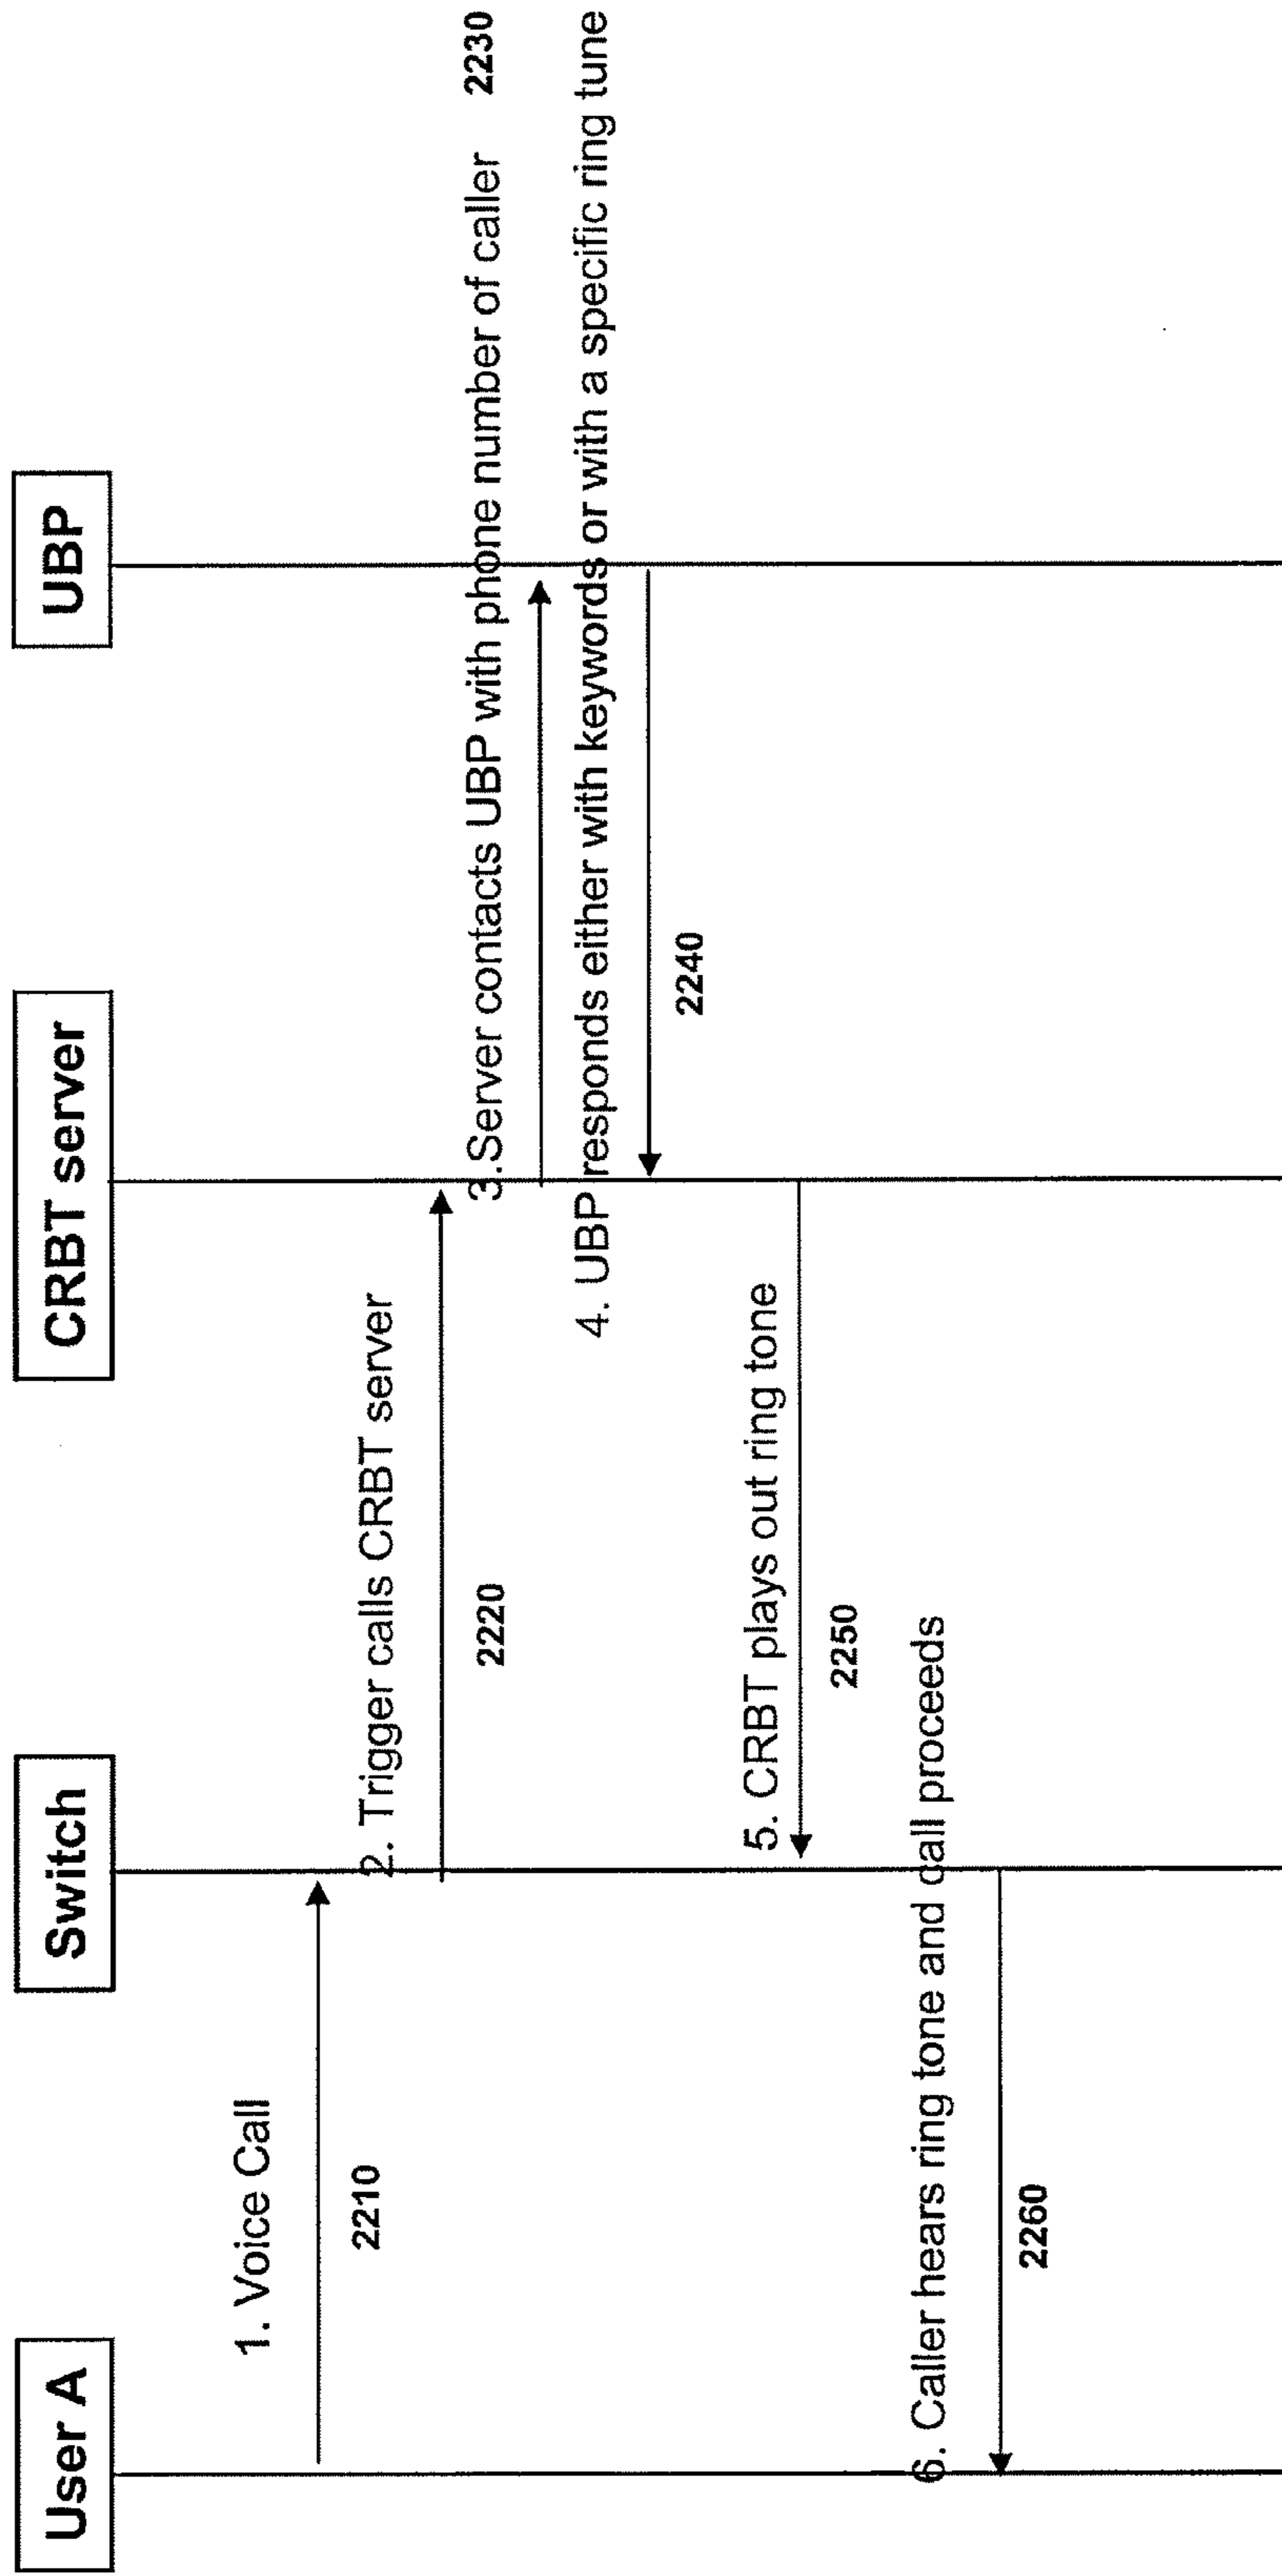 User A
Switch
CRBT server
UBP
1. Voice Call
2210
2. Trigger calls CRBT server
2220
3.Server contacts UBP with phone number of caller 2230
4. UBP responds either with keywords or with a specific ring tune
2240
5. CRBT plays out ring tone
2250
6. Caller hears ring tone and call proceeds
2260